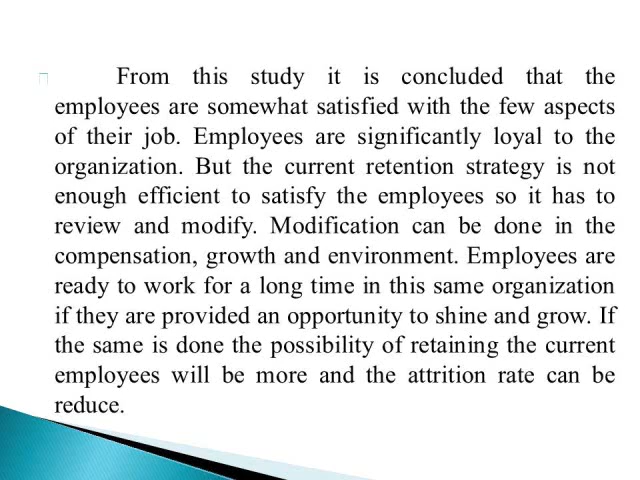 From this study it is concluded that the
employees are somewhat satisfied with the few aspects
of their job. Employees are significantly loyal to the
organization. But the current retention strategy is not
enough efficient to satisfy the employees so it has to
review and modify. Modification can be done in the
compensation, growth and environment. Employees are
ready to work for a long time in this same organization
if they are provided an opportunity to shine and grow. If
the same is done the possibility of retaining the current
employees will be more and the attrition rate can be
reduce.